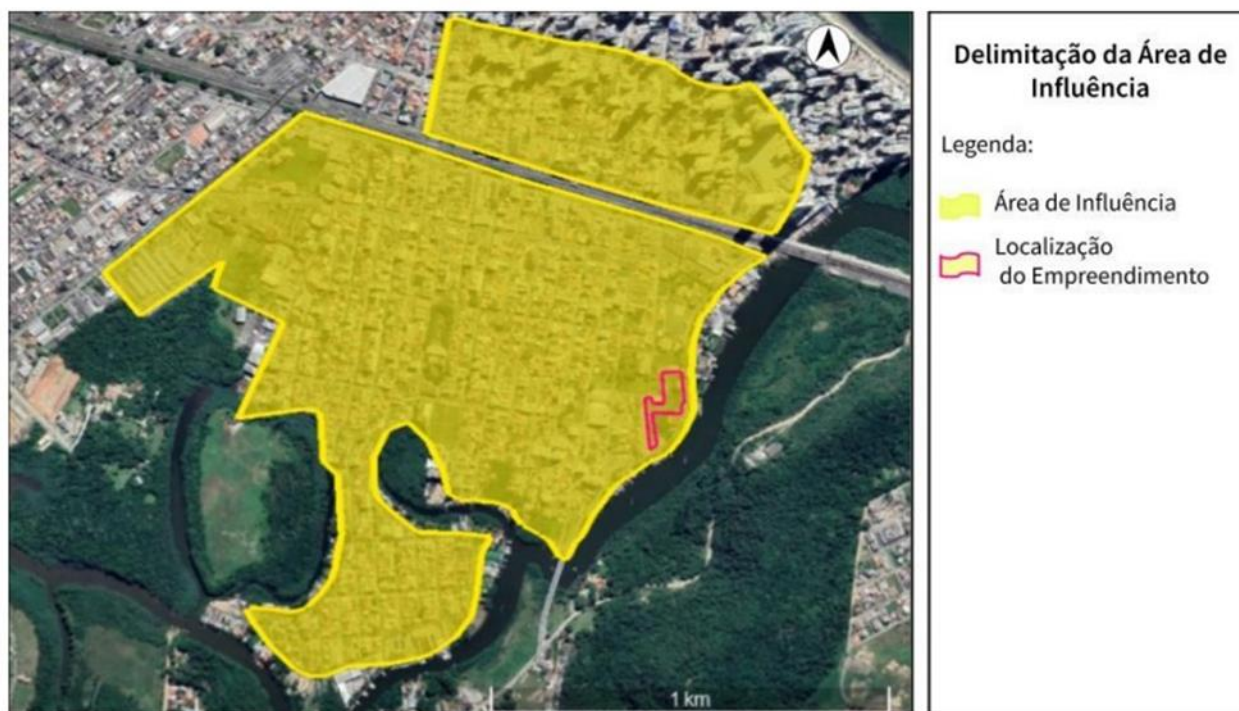 Delimitação da Área de
Influência
Legenda:
Área de Influência
Localização
do Empreendimento
1 km